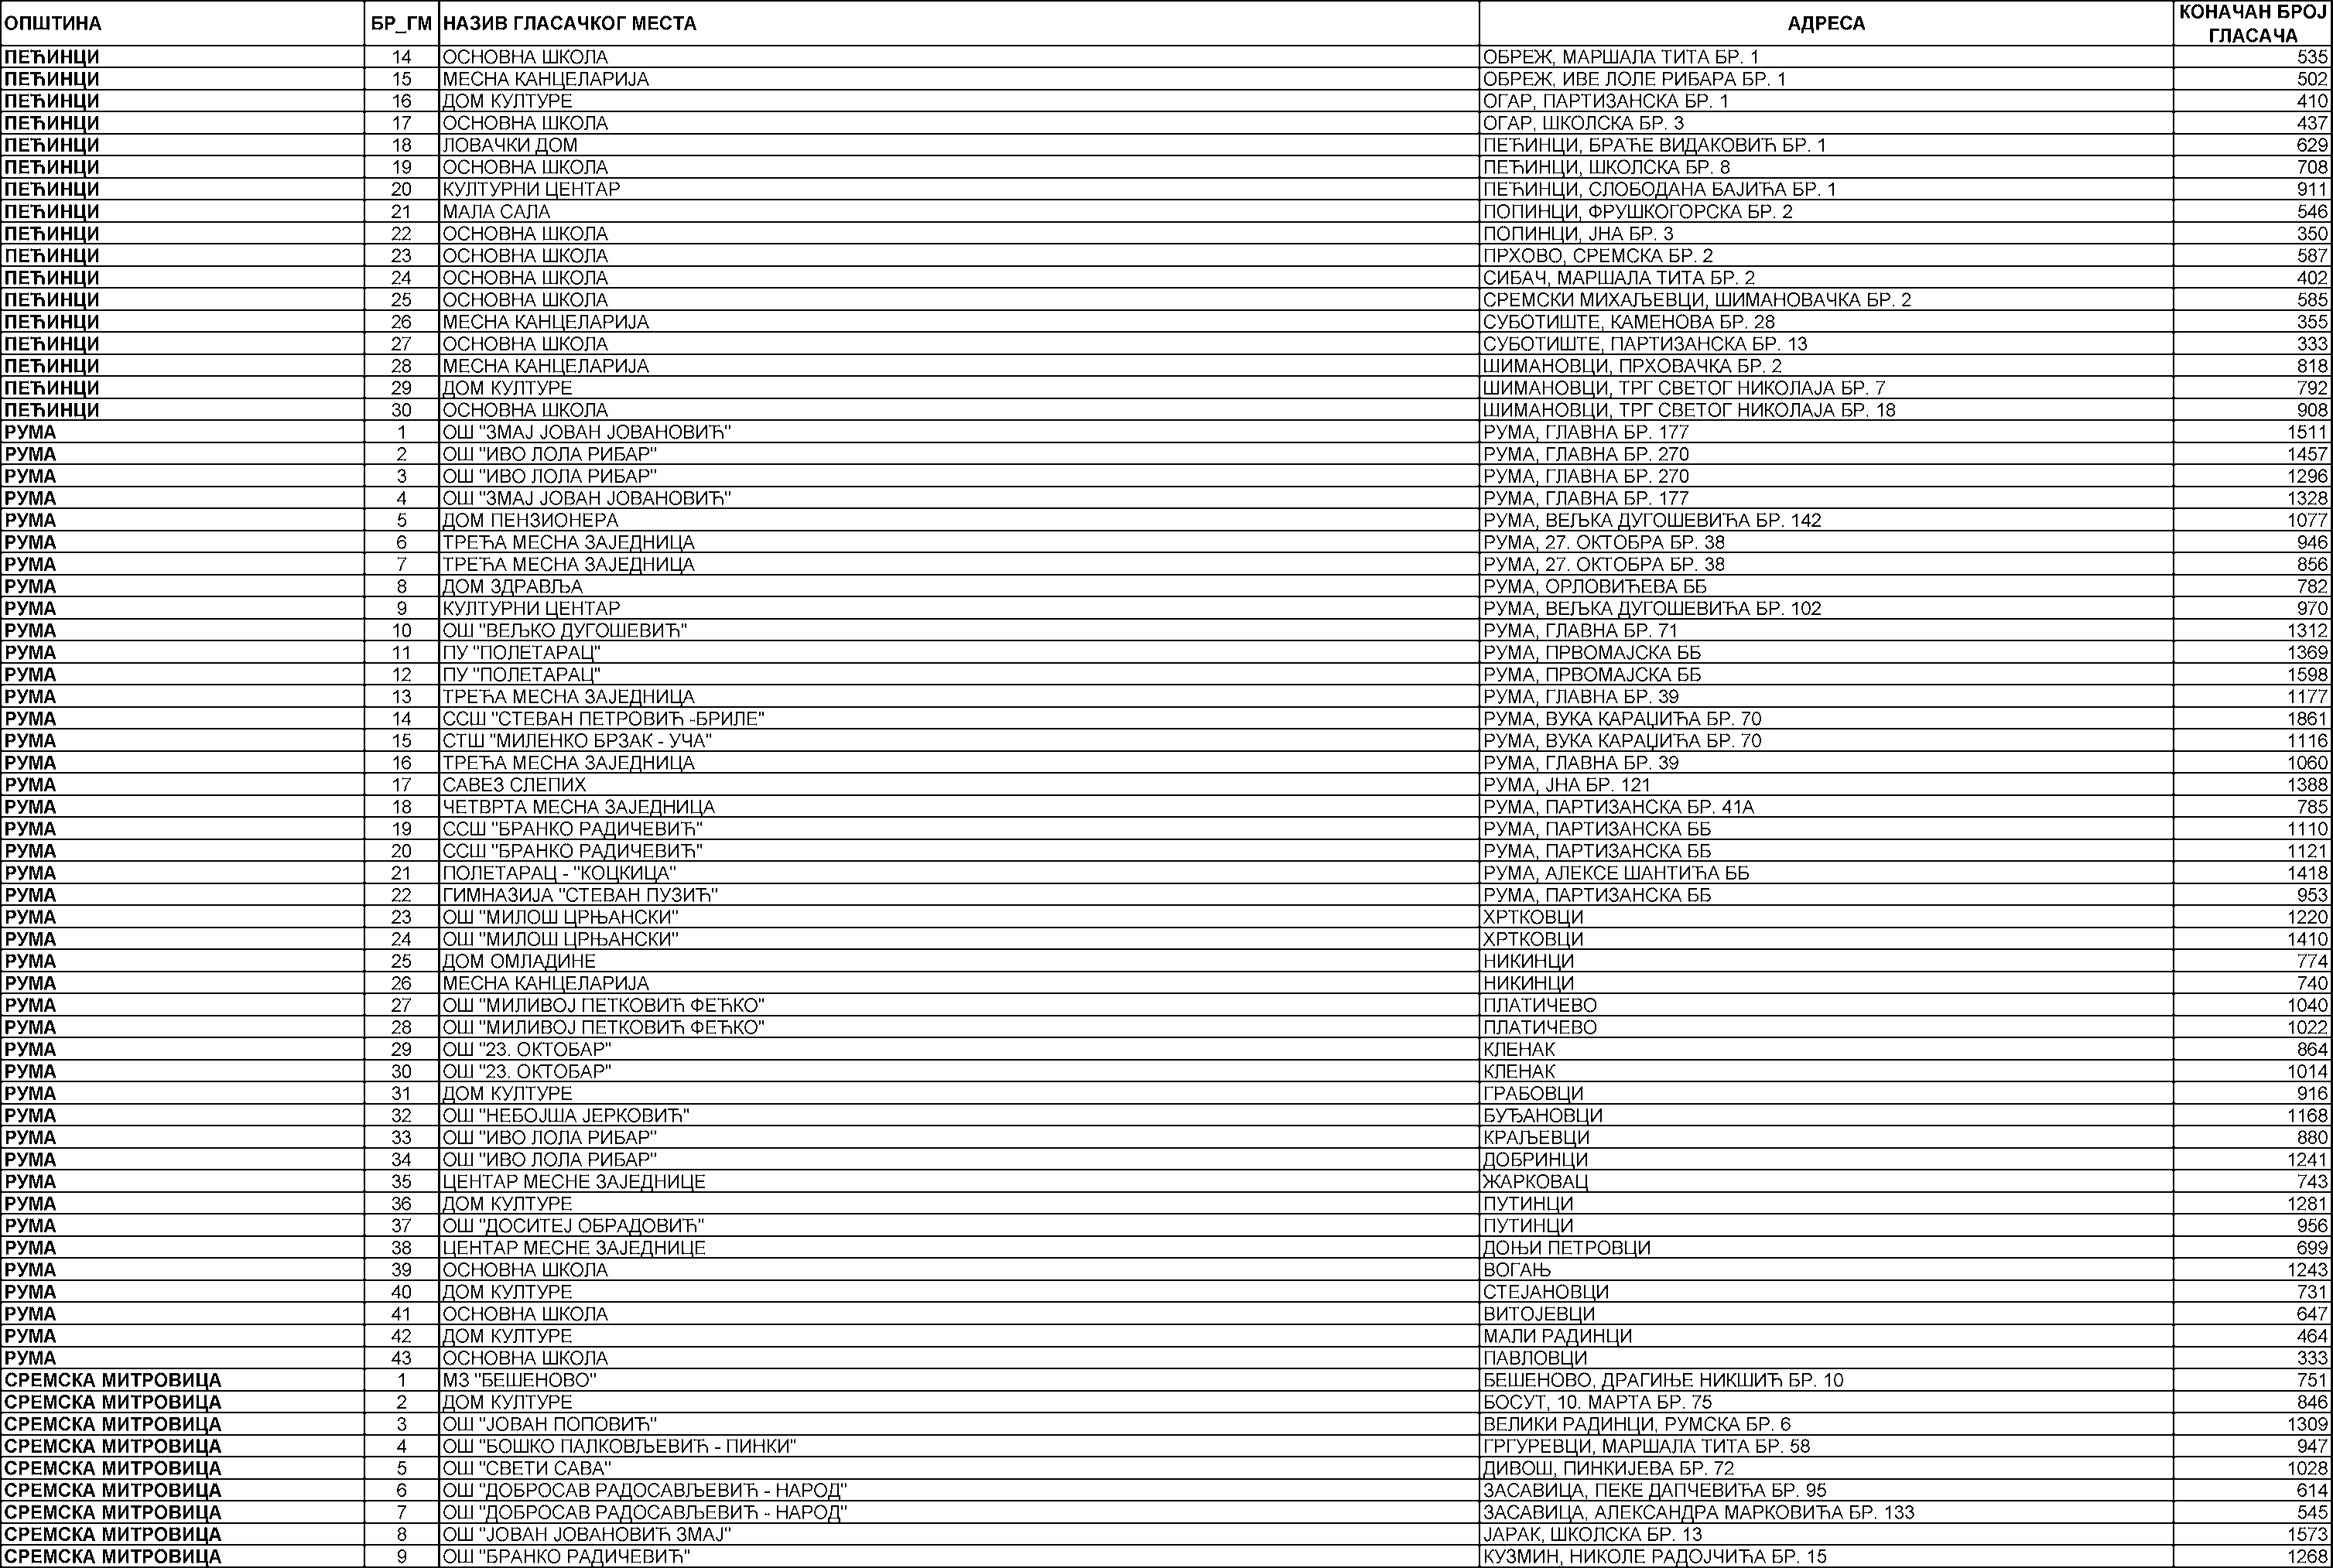 ОПШТИНА БР_ГМ НАЗИВ ГЛАСАЧКОГ МЕСТА АДРЕСА КОНАЧАН БРОЈ ГЛАСАЧА
ПЕЋИНЦИ 14 ОСНОВНА ШКОЛА ОБРЕЖ, МАРШАЛА ТИТА БР. 1 535
ПЕЋИНЦИ 15 МЕСНА КАНЦЕЛАРИЈА ОБРЕЖ, ИВЕ ЛОЛЕ РИБАРА БР. 1 502
ПЕЋИНЦИ 16 ДОМ КУЛТУРЕ ОГАР, ПАРТИЗАНСКА БР. 1 410
ПЕЋИНЦИ 17 ОСНОВНА ШКОЛА ОГАР, ШКОЛСКА БР. 3 437
ПЕЋИНЦИ 18 ЛОВАЧКИ ДОМ ПЕЋИНЦИ, БРАЋЕ ВИДАКОВИЋ БР. 1 629
ПЕЋИНЦИ 19 ОСНОВНА ШКОЛА ПЕЋИНЦИ, ШКОЛСКА БР. 8 708
ПЕЋИНЦИ 20 КУЛТУРНИ ЦЕНТАР ПЕЋИНЦИ, СЛОБОДАНА БАЈИЋА БР. 1 911
ПЕЋИНЦИ 21 МАЛА САЛА ПОПИНЦИ, ФРУШКОГОРСКА БР. 2 546
ПЕЋИНЦИ 22 ОСНОВНА ШКОЛА ПОПИНЦИ, ЈНА БР. 3 350
ПЕЋИНЦИ 23 ОСНОВНА ШКОЛА ПРХОВО, СРЕМСКА БР. 2 587
ПЕЋИНЦИ 24 ОСНОВНА ШКОЛА СИБАЧ, МАРШАЛА ТИТА БР. 2 402
ПЕЋИНЦИ 25 ОСНОВНА ШКОЛА СРЕМСКИ МИХАЉЕВЦИ, ШИМАНОВАЧКА БР. 2 585
ПЕЋИНЦИ 26 МЕСНА КАНЦЕЛАРИЈА СУБОТИШТЕ, КАМЕНОВА БР. 28 355
ПЕЋИНЦИ 27 ОСНОВНА ШКОЛА СУБОТИШТЕ, ПАРТИЗАНСКА БР. 13 333
ПЕЋИНЦИ 28 МЕСНА КАНЦЕЛАРИЈА ШИМАНОВЦИ, ПРХОВАЧКА БР. 2 818
ПЕЋИНЦИ 29 ДОМ КУЛТУРЕ ШИМАНОВЦИ, ТРГ СВЕТОГ НИКОЛАЈА БР. 7 792
ПЕЋИНЦИ 30 ОСНОВНА ШКОЛА ШИМАНОВЦИ, ТРГ СВЕТОГ НИКОЛАЈА БР. 18 908
РУМА 1 ОШ "ЗМАЈ ЈОВАН ЈОВАНОВИЋ" РУМА, ГЛАВНА БР. 177 1511
РУМА 2 ОШ "ИВО ЛОЛА РИБАР" РУМА, ГЛАВНА БР. 270 1457
РУМА 3 ОШ "ИВО ЛОЛА РИБАР" РУМА, ГЛАВНА БР. 270 1296
РУМА 4 ОШ "ЗМАЈ ЈОВАН ЈОВАНОВИЋ" РУМА, ГЛАВНА БР. 177 1328
РУМА 5 ДОМ ПЕНЗИОНЕРА РУМА, ВЕЉКА ДУГОШЕВИЋА БР. 142 1077
РУМА 6 ТРЕЋА МЕСНА ЗАЈЕДНИЦА РУМА, 27. ОКТОБРА БР. 38 946
РУМА 7 ТРЕЋА МЕСНА ЗАЈЕДНИЦА РУМА, 27. ОКТОБРА БР. 38 856
РУМА 8 ДОМ ЗДРАВЉА РУМА, ОРЛОВИЋЕВА ББ 782
РУМА 9 КУЛТУРНИ ЦЕНТАР РУМА, ВЕЉКА ДУГОШЕВИЋА БР. 102 970
РУМА 10 ОШ "ВЕЉКО ДУГОШЕВИЋ" РУМА, ГЛАВНА БР. 71 1312
РУМА 11 ПУ "ПОЛЕТАРАЦ" РУМА, ПРВОМАЈСКА ББ 1369
РУМА 12 ПУ "ПОЛЕТАРАЦ" РУМА, ПРВОМАЈСКА ББ 1598
РУМА 13 ТРЕЋА МЕСНА ЗАЈЕДНИЦА РУМА, ГЛАВНА БР. 39 1177
РУМА 14 ССШ "СТЕВАН ПЕТРОВИЋ -БРИЛЕ" РУМА, ВУКА КАРАЏИЋА БР. 70 1861
РУМА 15 СТШ "МИЛЕНКО БРЗАК - УЧА" РУМА, ВУКА КАРАЏИЋА БР. 70 1116
РУМА 16 ТРЕЋА МЕСНА ЗАЈЕДНИЦА РУМА, ГЛАВНА БР. 39 1060
РУМА 17 САВЕЗ СЛЕПИХ РУМА, ЈНА БР. 121 1388
РУМА 18 ЧЕТВРТА МЕСНА ЗАЈЕДНИЦА РУМА, ПАРТИЗАНСКА БР. 41А 785
РУМА 19 ССШ "БРАНКО РАДИЧЕВИЋ" РУМА, ПАРТИЗАНСКА ББ 1110
РУМА 20 ССШ "БРАНКО РАДИЧЕВИЋ" РУМА, ПАРТИЗАНСКА ББ 1121
РУМА 21 ПОЛЕТАРАЦ - "КОЦКИЦА" РУМА, АЛЕКСЕ ШАНТИЋА ББ 1418
РУМА 22 ГИМНАЗИЈА "СТЕВАН ПУЗИЋ" РУМА, ПАРТИЗАНСКА ББ 953
РУМА 23 ОШ "МИЛОШ ЦРЊАНСКИ" ХРТКОВЦИ 1220
РУМА 24 ОШ "МИЛОШ ЦРЊАНСКИ" ХРТКОВЦИ 1410
РУМА 25 ДОМ ОМЛАДИНЕ НИКИНЦИ 774
РУМА 26 МЕСНА КАНЦЕЛАРИЈА НИКИНЦИ 740
РУМА 27 ОШ "МИЛИВОЈ ПЕТКОВИЋ ФЕЋКО" ПЛАТИЧЕВО 1040
РУМА 28 ОШ "МИЛИВОЈ ПЕТКОВИЋ ФЕЋКО" ПЛАТИЧЕВО 1022
РУМА 29 ОШ "23. ОКТОБАР" КЛЕНАК 864
РУМА 30 ОШ "23. ОКТОБАР" КЛЕНАК 1014
РУМА 31 ДОМ КУЛТУРЕ ГРАБОВЦИ 916
РУМА 32 ОШ "НЕБОЈША ЈЕРКОВИЋ" БУЂАНОВЦИ 1168
РУМА 33 ОШ "ИВО ЛОЛА РИБАР" КРАЉЕВЦИ 880
РУМА 34 ОШ "ИВО ЛОЛА РИБАР" ДОБРИНЦИ 1241
РУМА 35 ЦЕНТАР МЕСНЕ ЗАЈЕДНИЦЕ ЖАРКОВАЦ 743
РУМА 36 ДОМ КУЛТУРЕ ПУТИНЦИ 1281
РУМА 37 ОШ "ДОСИТЕЈ ОБРАДОВИЋ" ПУТИНЦИ 956
РУМА 38 ЦЕНТАР МЕСНЕ ЗАЈЕДНИЦЕ ДОЊИ ПЕТРОВЦИ 699
РУМА 39 ОСНОВНА ШКОЛА ВОГАЊ 1243
РУМА 40 ДОМ КУЛТУРЕ СТЕЈАНОВЦИ 731
РУМА 41 ОСНОВНА ШКОЛА ВИТОЈЕВЦИ 647
РУМА 42 ДОМ КУЛТУРЕ МАЛИ РАДИНЦИ 464
РУМА 43 ОСНОВНА ШКОЛА ПАВЛОВЦИ 333
СРЕМСКА МИТРОВИЦА 1 МЗ "БЕШЕНОВО" БЕШЕНОВО, ДРАГИЊЕ НИКШИЋ БР. 10 751
СРЕМСКА МИТРОВИЦА 2 ДОМ КУЛТУРЕ БОСУТ, 10. МАРТА БР. 75 846
СРЕМСКА МИТРОВИЦА 3 ОШ "ЈОВАН ПОПОВИЋ" ВЕЛИКИ РАДИНЦИ, РУМСКА БР. 6 1309
СРЕМСКА МИТРОВИЦА 4 ОШ "БОШКО ПАЛКОВЉЕВИЋ - ПИНКИ" ГРГУРЕВЦИ, МАРШАЛА ТИТА БР. 58 947
СРЕМСКА МИТРОВИЦА 5 ОШ "СВЕТИ САВА" ДИВОШ, ПИНКИЈЕВА БР. 72 1028
СРЕМСКА МИТРОВИЦА 6 ОШ "ДОБРОСАВ РАДОСАВЉЕВИЋ - НАРОД" ЗАСАВИЦА, ПЕКЕ ДАПЧЕВИЋА БР. 95 614
СРЕМСКА МИТРОВИЦА 7 ОШ "ДОБРОСАВ РАДОСАВЉЕВИЋ - НАРОД" ЗАСАВИЦА, АЛЕКСАНДРА МАРКОВИЋА БР. 133 545
СРЕМСКА МИТРОВИЦА 8 ОШ "ЈОВАН ЈОВАНОВИЋ ЗМАЈ" ЈАРАК, ШКОЛСКА БР. 13 1573
СРЕМСКА МИТРОВИЦА 9 ОШ "БРАНКО РАДИЧЕВИЋ" КУЗМИН, НИКОЛЕ РАДОЈЧИЋА БР. 15 1268